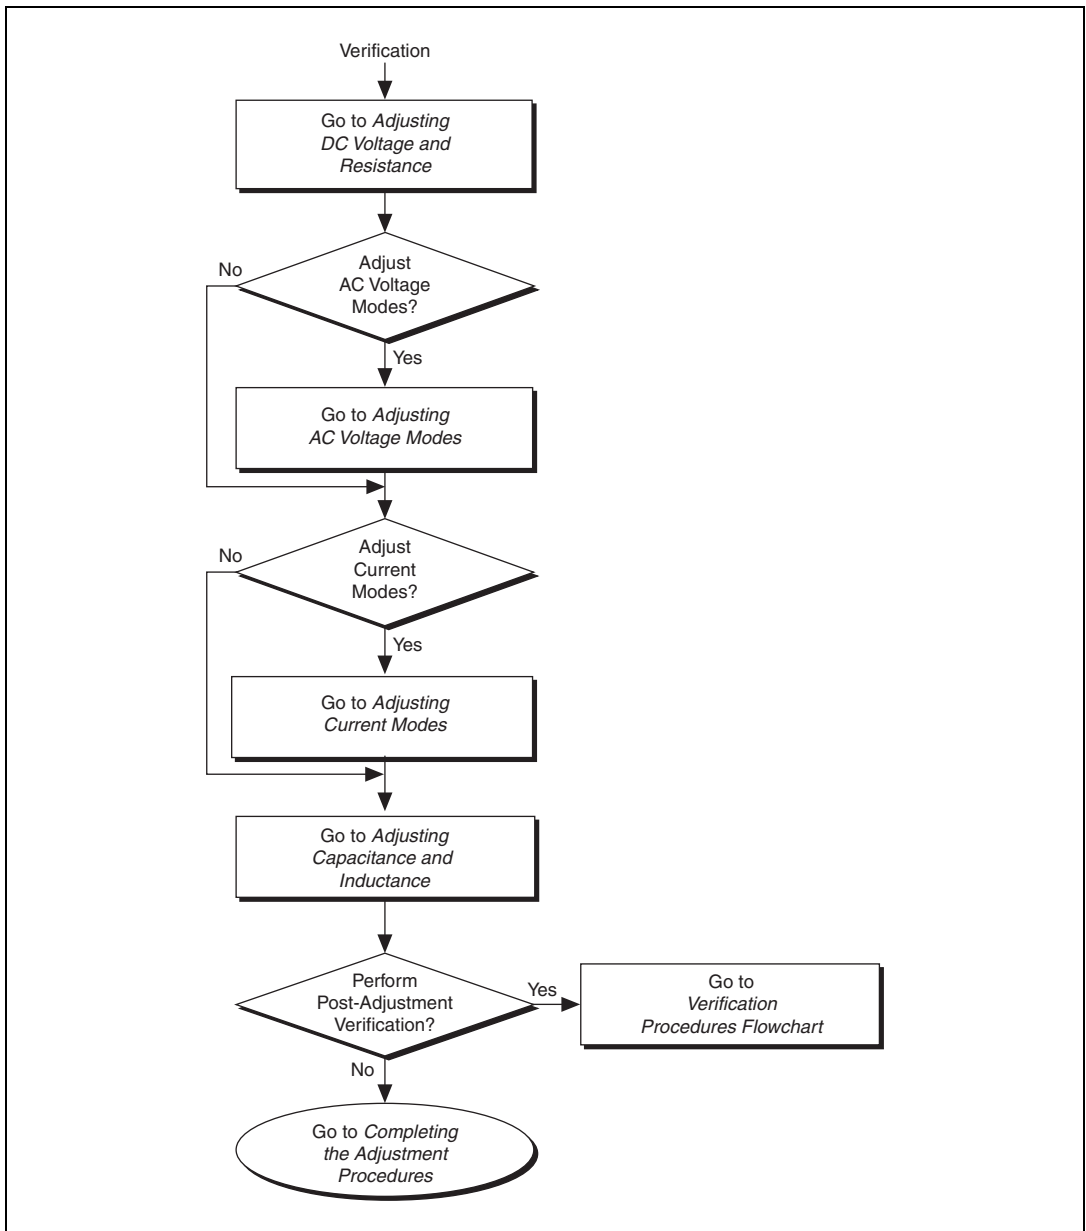 Verification
Go to Adjusting
DC Voltage and
Resistance
Adjust
AC Voltage
Modes?
No
Yes
Go to Adjusting
AC Voltage Modes
Adjust
Current
Modes?
No
Yes
Go to Adjusting
Current Modes
Go to Adjusting
Capacitance and
Inductance
Perform
Post-Adjustment
Verification?
Yes
Go to
Verification
Procedures Flowchart
No
Go to Completing
the Adjustment
Procedures